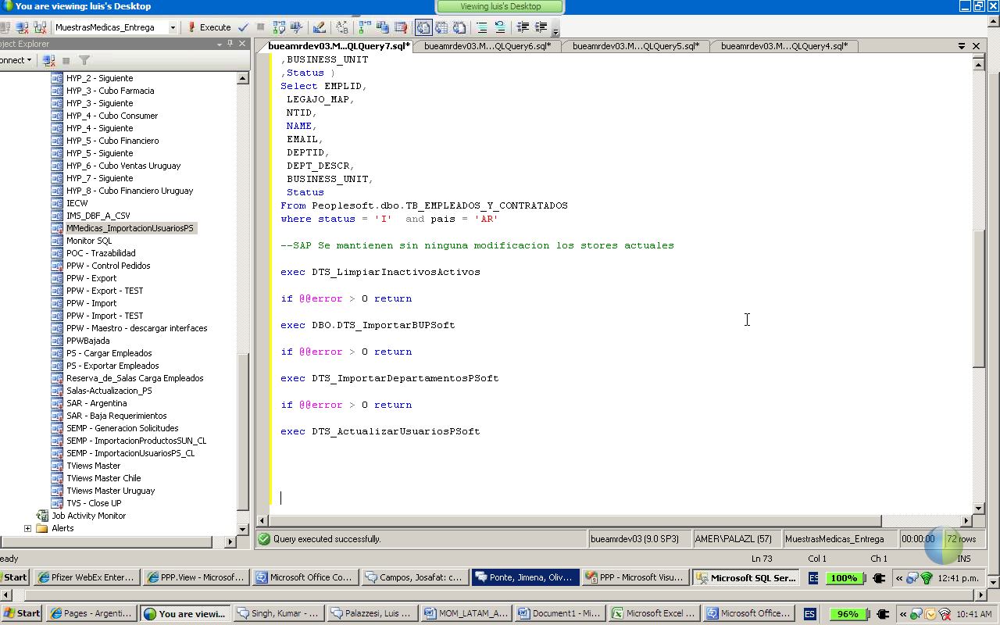 You are viewing: luis's Desktop
Viewing luis's Desktop
MuestrasMedicas_Entrega
Execute
oject Explorer
onnect
HYP_2 - Siguiente
HYP_3 - Cubo Farmacia
HYP_3 - Siguiente
HYP_4 - Cubo Consumer
HYP_4 - Siguiente
HYP_5 - Cubo Financiero
HYP_5 - Siguiente
HYP_6 - Cubo Ventas Uruguay
HYP_7 - Siguiente
HYP_8 - Cubo Financiero Uruguay
IECW
IMS_DBF_A_CSV
MMedicas_ImportacionUsuariosPS
Monitor SQL
POC - Trazabilidad
PPW - Control Pedidos
PPW - Export
PPW - Export - TEST
PPW - Import
PPW - Import - TEST
PPW - Maestro - descargar interfaces
PPWBajada
PS - Cargar Empleados
PS - Exportar Empleados
Reserva_de_Salas Carga Empleados
Salas-Actualizacion_PS
SAR - Argentina
SAR - Baja Requerimientos
SEMP - Generacion Solicitudes
SEMP - ImportacionProductosSUN_CL
SEMP - ImportacionUsuariosPS_CL
TViews Master
TViews Master Chile
TViews Master Uruguay
TVS - Close UP
Job Activity Monitor
Alerts
bueamrdev03.M...QLQuery7.sql*
bueamrdev03.M...QLQuery6.sql*
bueamrdev03.M...QLQuery5.sql*
bueamrdev03.M...QLQuery4.sql*
,BUSINESS_UNIT
,Status )
Select EMPLID,
LEGAJO_MAP,
NTID,
NAME,
EMAIL,
DEPTID,
DEPT_DESCR,
BUSINESS_UNIT,
Status
From Peoplesoft.dbo.TB_EMPLEADOS_Y_CONTRATADOS
where status = 'I'  and pais = 'AR'
--SAP Se mantienen sin ninguna modificacion los stores actuales
exec DTS_LimpiarInactivosActivos
if @@error > 0 return
exec DBO.DTS_ImportarBUPSoft
if @@error > 0 return
exec DTS_ImportarDepartamentosPSoft
if @@error > 0 return
exec DTS_ActualizarUsuariosPSoft
Query executed successfully.
bueamrdev03 (9.0 SP3)
AMER\PALAZL (57)
MuestrasMedicas_Entrega
00:00:00
72 rows
eady
Ln 73
Col 1
Ch 1
INS
Start
Pfizer WebEx Enter...
PPP.View - Microsof...
Microsoft Office Co...
Campos, Josafat: c...
Ponte, Jimena, Oliv...
PPP - Microsoft Visu...
Microsoft SQL Ser...
ES
100%
«
12:41 p.m.
Start
Pages - Argenti...
You are viewi...
Singh, Kumar - ...
Palazzesi, Luis ...
MOM_LATAM_A...
Document1 - Mi...
Microsoft Excel ...
Microsoft Office...
ES
96%
«
10:41 AM